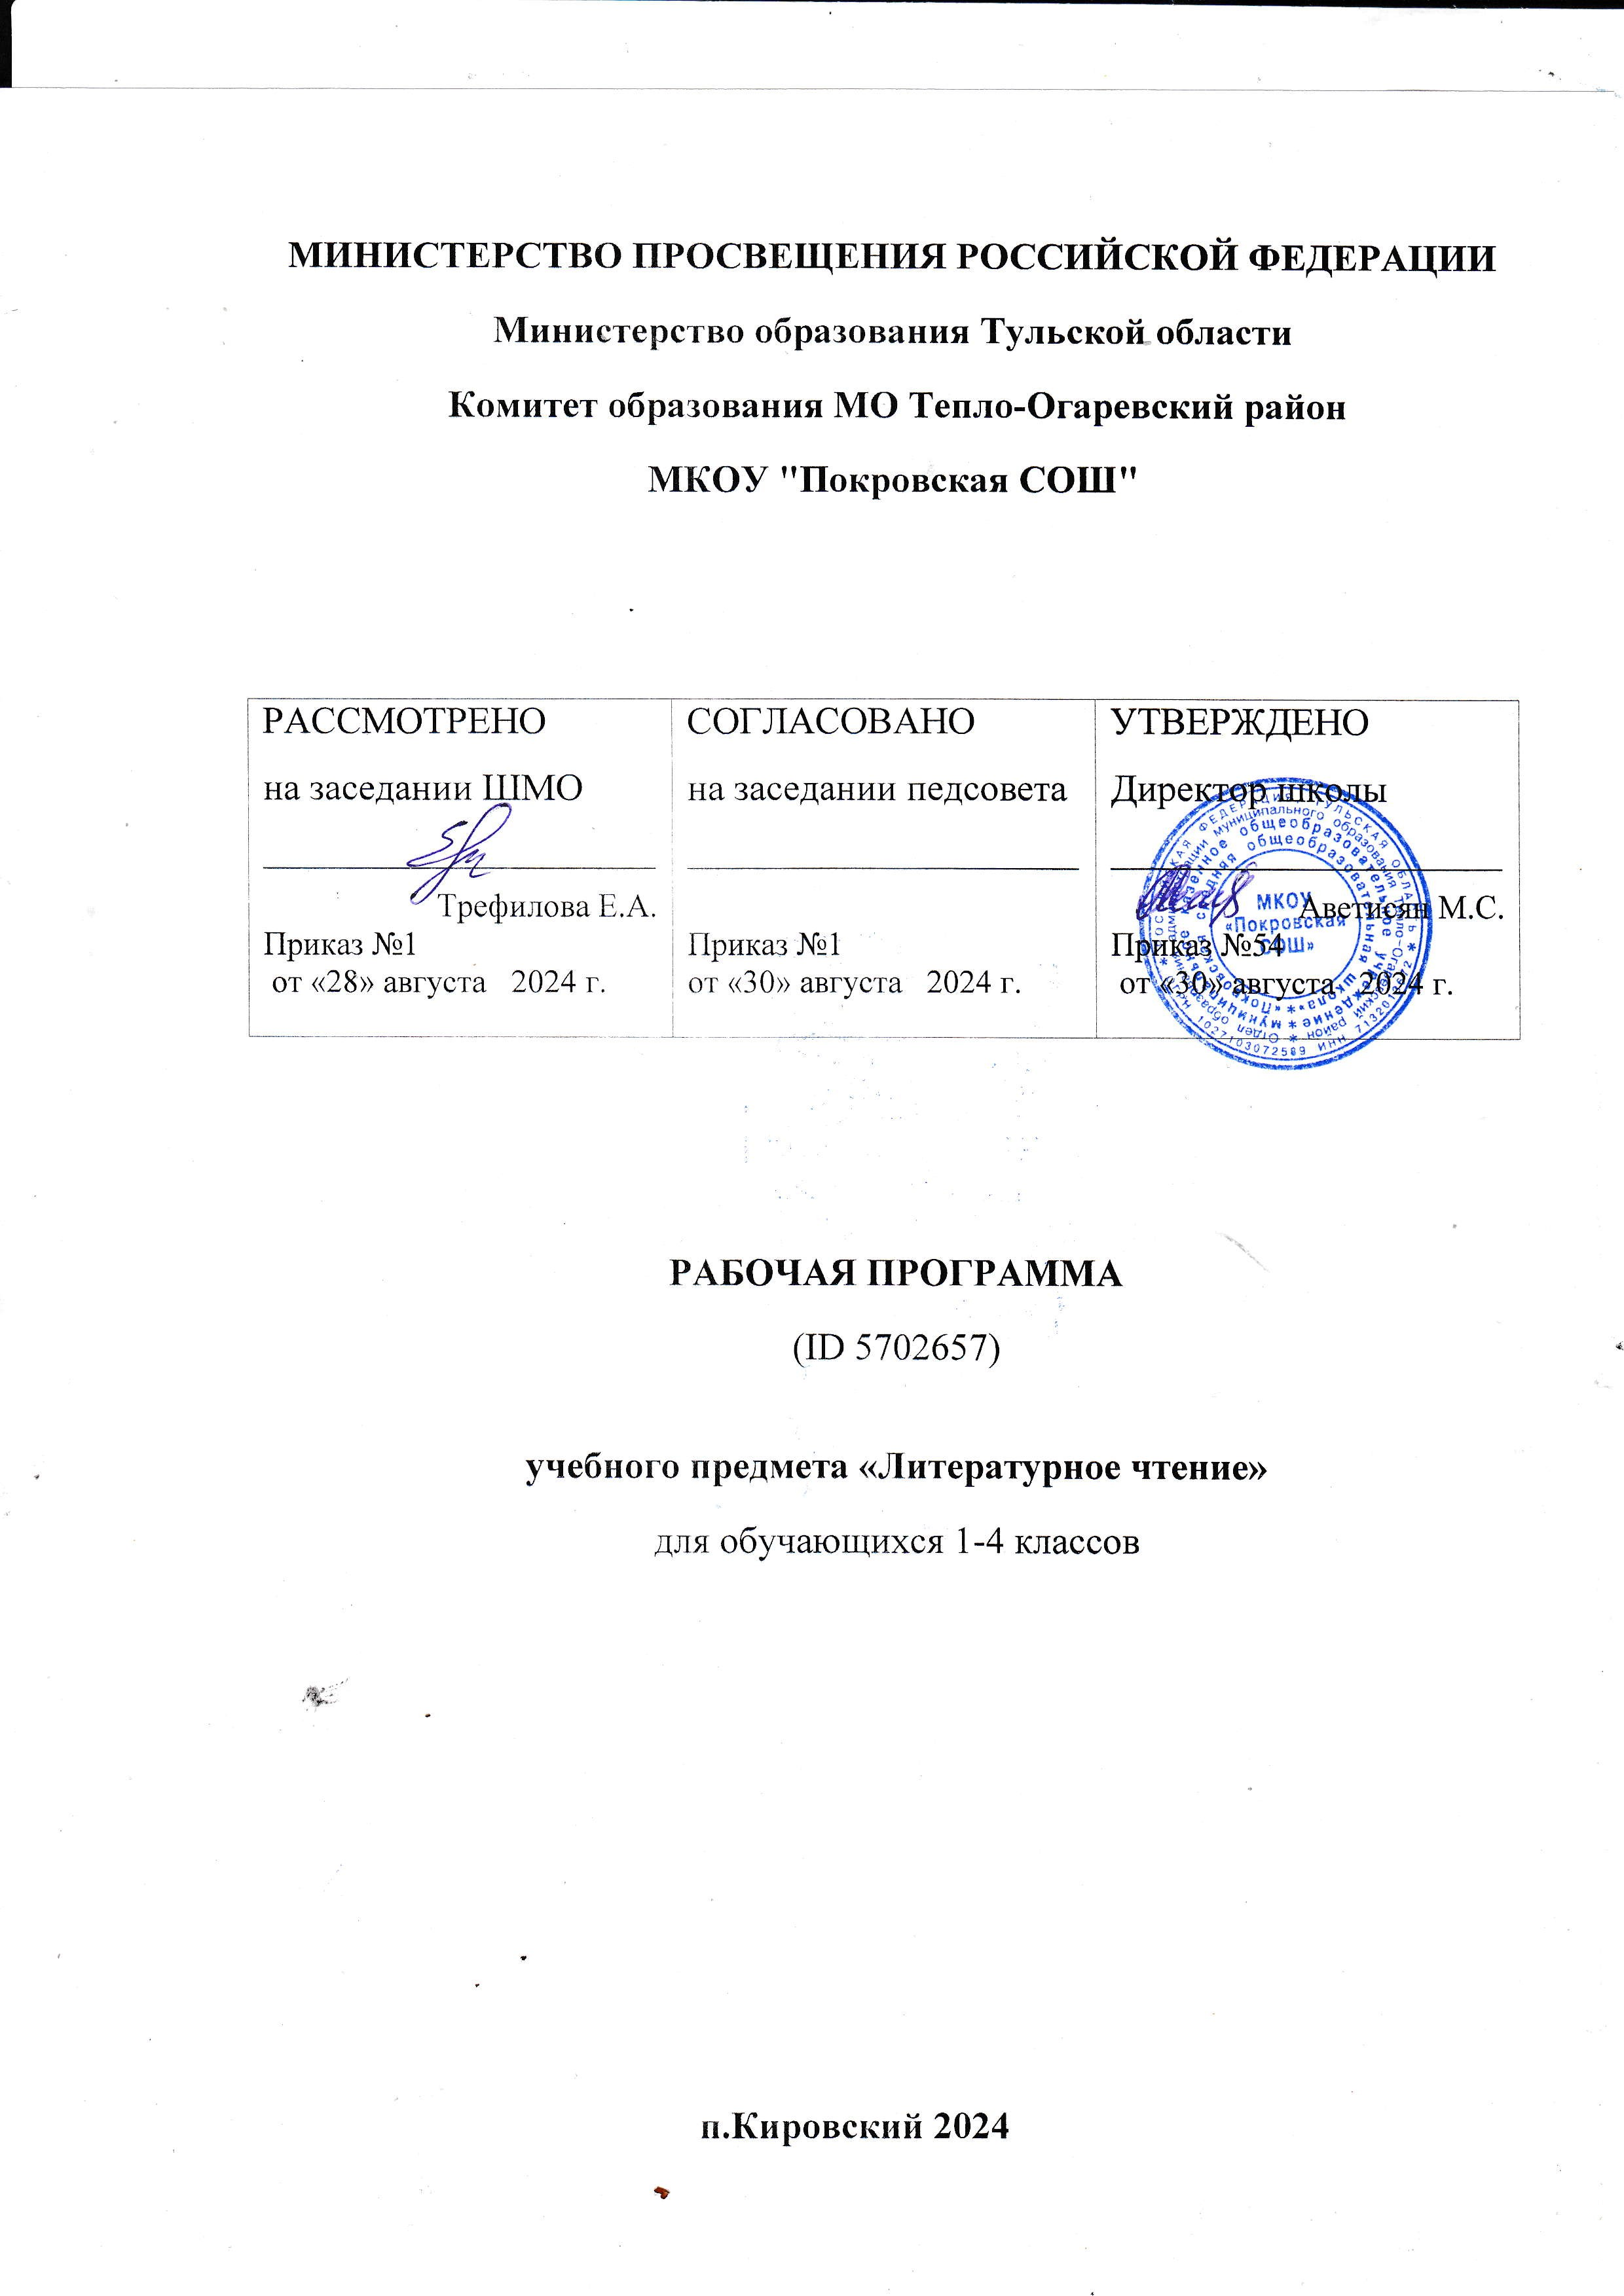 МИНИСТЕРСТВО ПРОСВЕЩЕНИЯ РОССИЙСКОЙ ФЕДЕРАЦИИ
Министерство образования Тульской области
Комитет образования МО Тепло-Огаревский район
МКОУ "Покровская СОШ"
РАССМОТРЕНО
на заседании ШМО
Трефилова Е.А.
Приказ №1
от «28» августа 2024 г.
СОГЛАСОВАНО
на заседании педсовета
Приказ №1
от «30» августа 2024 г.
УТВЕРЖДЕНО
Директор школы
Аветисян М.С.
Приказ №54
от «30» августа 2024 г.
МКОУ
«Покровская
СОШ»
РАБОЧАЯ ПРОГРАММА
(ID 5702657)
учебного предмета «Литературное чтение»
для обучающихся 1-4 классов
п.Кировский 2024